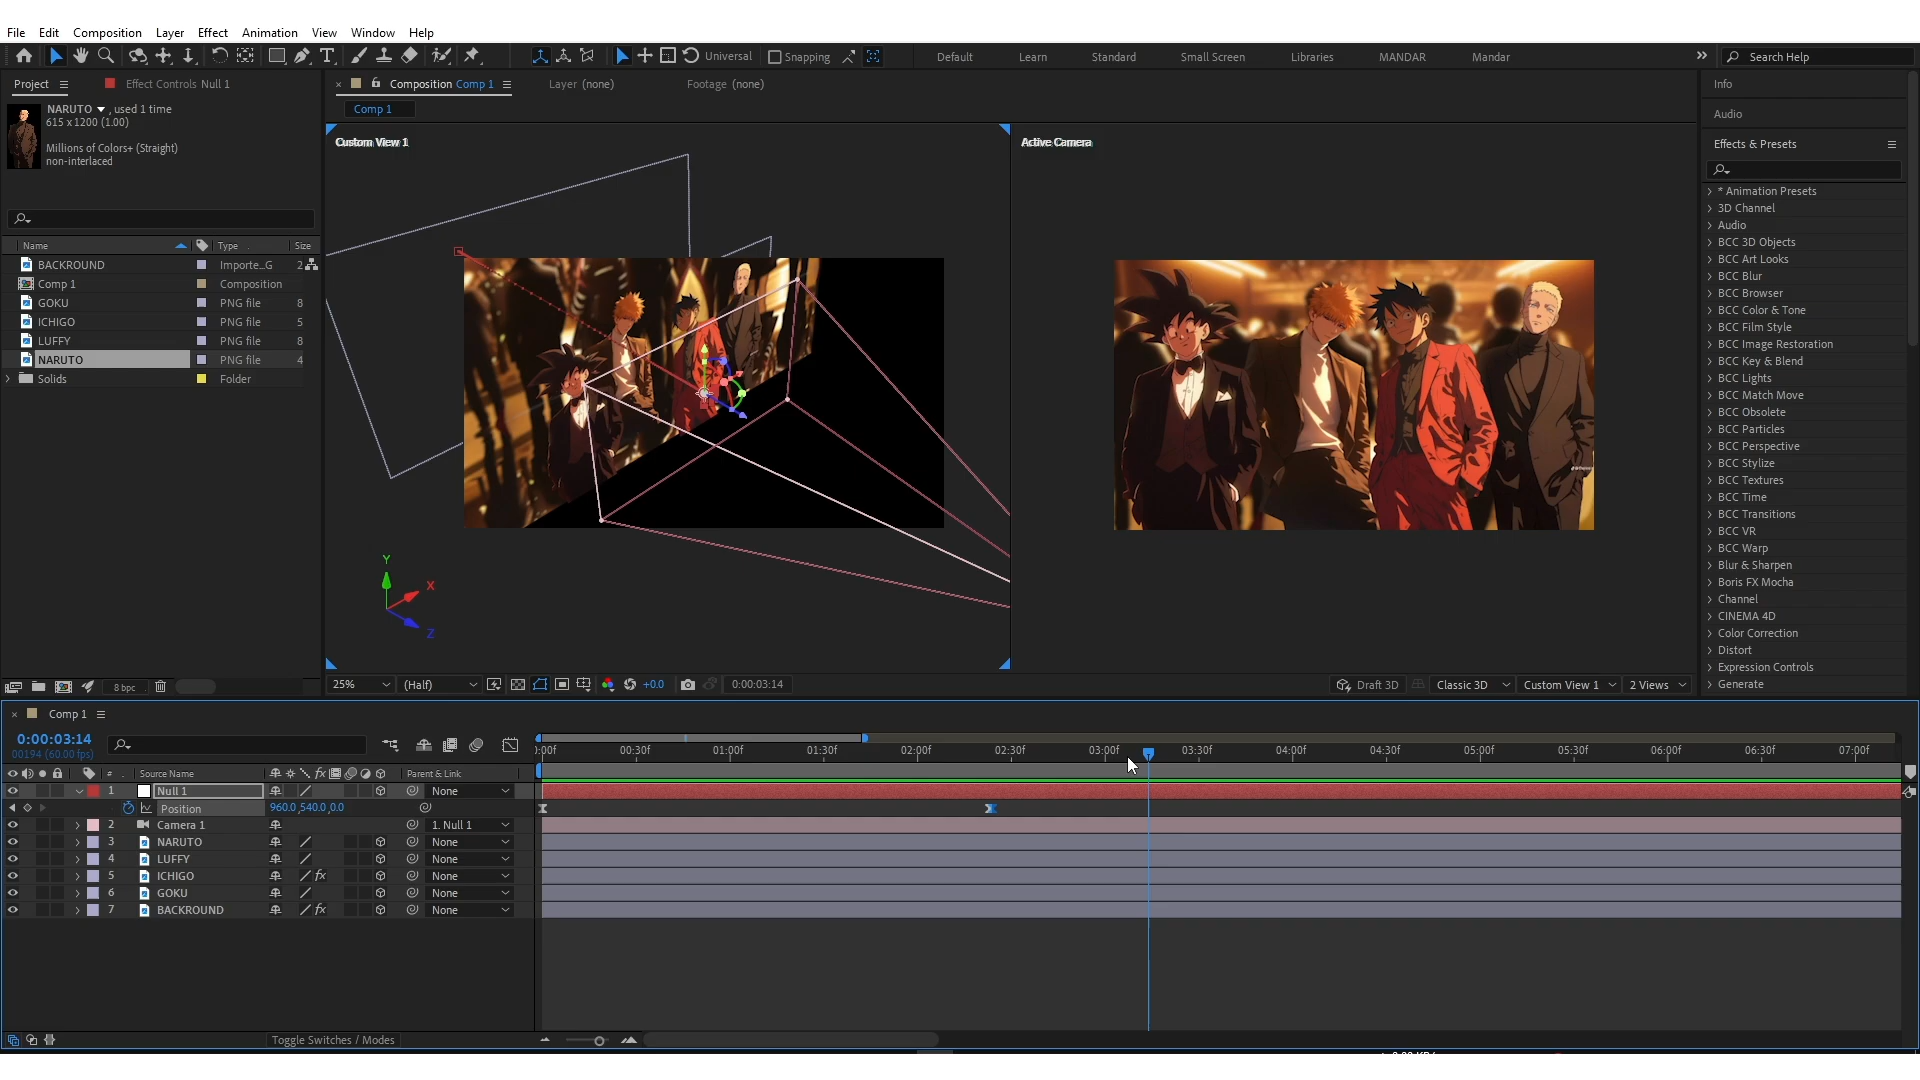 File Edit Composition Layer Effect Animation View Window Help
Universal Snapping Default Learn Standard Small Screen Libraries MANDAR Mandar Search Help
Project Effect Controls Null 1 Composition Comp 1 Layer (none) Footage (none) Info
NARUTO , used 1 time
615 x 1200 (1.00)
Millions of Colors+ (Straight)
non-interlaced
Comp 1
Audio
Custom View 1 Active Camera
Effects & Presets
Name Type Size
BACKROUND Importe...G 2
Comp 1 Composition
GOKU PNG file 8
ICHIGO PNG file 5
LUFFY PNG file 8
NARUTO PNG file 4
Solids Folder
* Animation Presets
3D Channel
Audio
BCC 3D Objects
BCC Art Looks
BCC Blur
BCC Browser
BCC Color & Tone
BCC Film Style
BCC Image Restoration
BCC Key & Blend
BCC Lights
BCC Match Move
BCC Obsolete
BCC Particles
BCC Perspective
BCC Stylize
BCC Textures
BCC Time
BCC Transitions
BCC VR
BCC Warp
Blur & Sharpen
Boris FX Mocha
Channel
CINEMA 4D
Color Correction
Distort
Expression Controls
Generate
Y
X
Z
8 bpc
25% (Half) +0.0 0:00:03:14 Draft 3D Classic 3D Custom View 1 2 Views
Comp 1
0:00:03:14
00194 (60.00 fps)
):00f 00:30f 01:00f 01:30f 02:00f 02:30f 03:00f 03:30f 04:00f 04:30f 05:00f 05:30f 06:00f 06:30f 07:00f
# . Source Name fx Parent & Link
1 Null 1 None
Position 960.0,540.0,0.0
2 Camera 1 1. Null 1
3 NARUTO None
4 LUFFY None
5 ICHIGO fx None
6 GOKU None
7 BACKROUND fx None
Toggle Switches / Modes